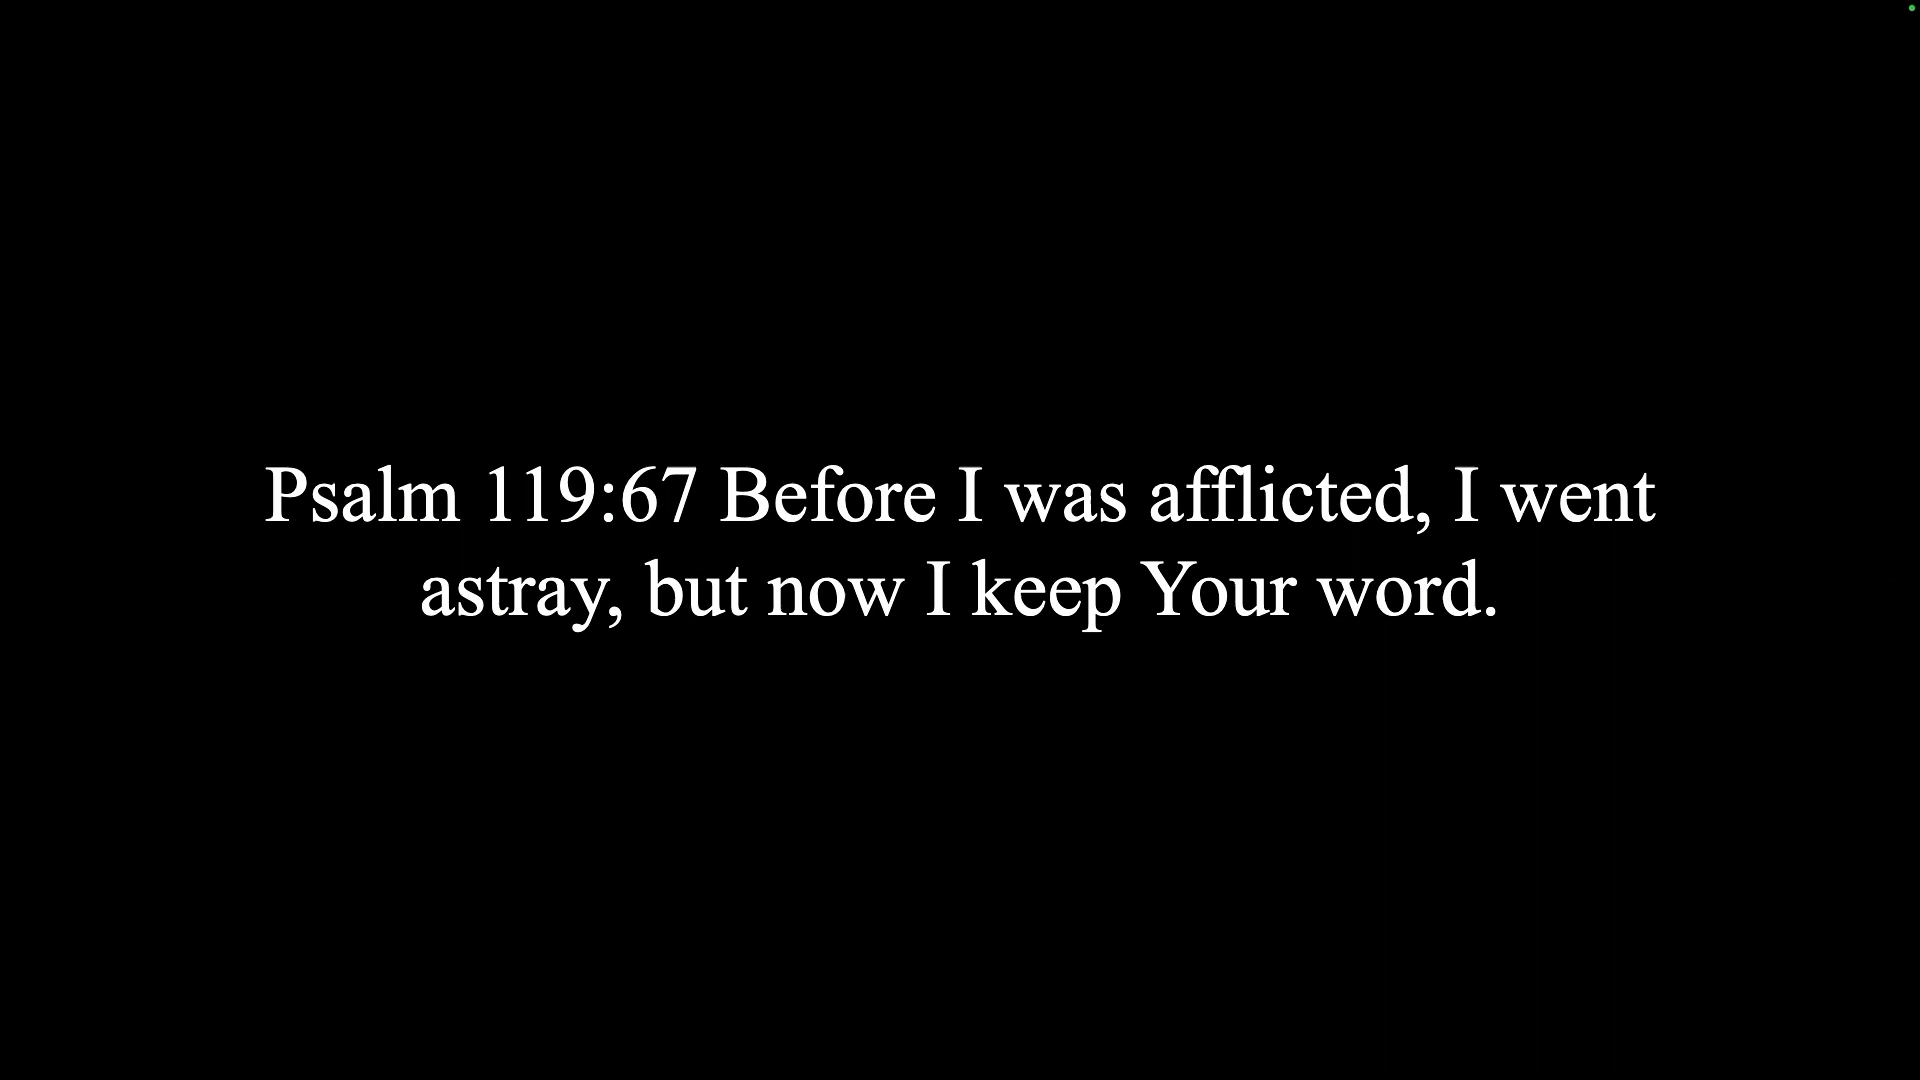 Psalm 119:67 Before I was afflicted, I went
astray, but now I keep Your word.